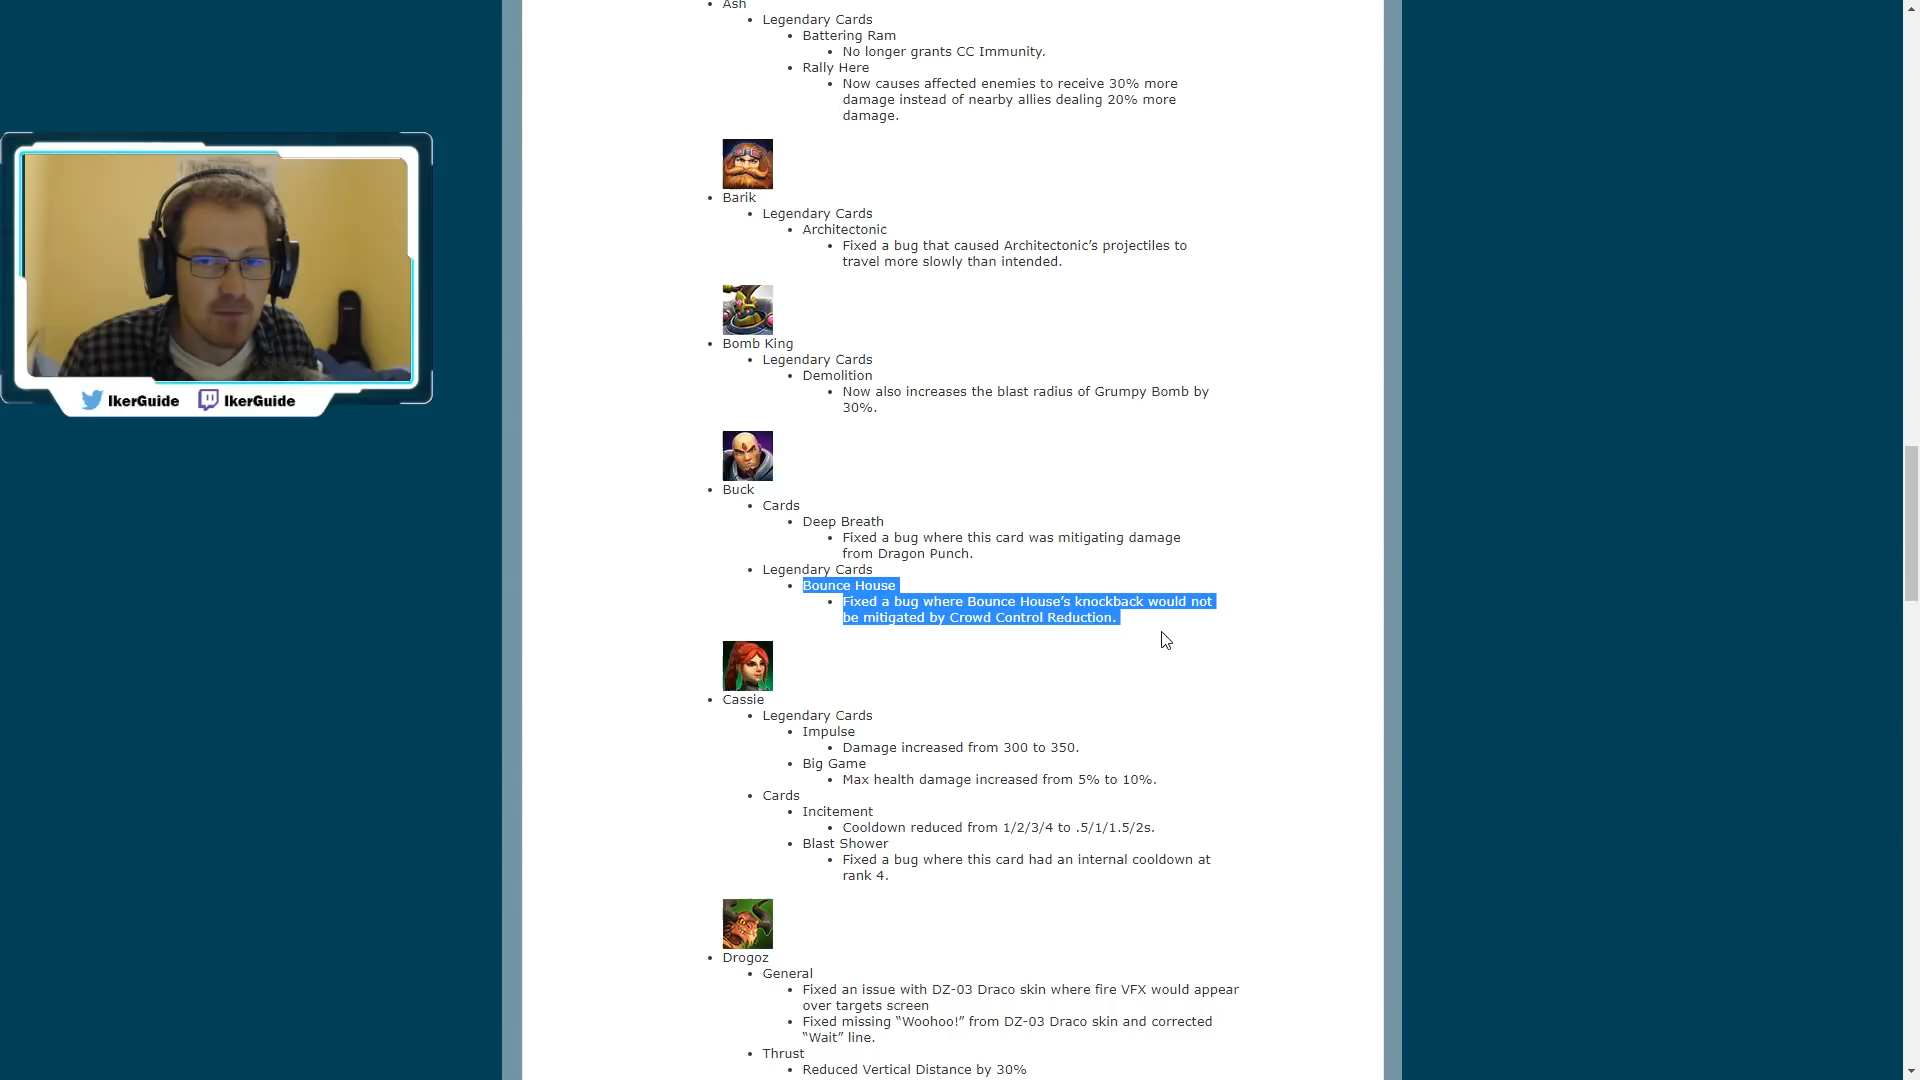 Ash
Legendary Cards
Battering Ram
No longer grants CC Immunity.
Rally Here
Now causes affected enemies to receive 30% more
damage instead of nearby allies dealing 20% more
damage.
Barik
Legendary Cards
Architectonic
Fixed a bug that caused Architectonic’s projectiles to
travel more slowly than intended.
Bomb King
Legendary Cards
Demolition
Now also increases the blast radius of Grumpy Bomb by
30%.
IkerGuide IkerGuide
Buck
Cards
Deep Breath
Fixed a bug where this card was mitigating damage
from Dragon Punch.
Legendary Cards
Bounce House
Fixed a bug where Bounce House’s knockback would not
be mitigated by Crowd Control Reduction.
Cassie
Legendary Cards
Impulse
Damage increased from 300 to 350.
Big Game
Max health damage increased from 5% to 10%.
Cards
Incitement
Cooldown reduced from 1/2/3/4 to .5/1/1.5/2s.
Blast Shower
Fixed a bug where this card had an internal cooldown at
rank 4.
Drogoz
General
Fixed an issue with DZ-03 Draco skin where fire VFX would appear
over targets screen
Fixed missing “Woohoo!” from DZ-03 Draco skin and corrected
“Wait” line.
Thrust
Reduced Vertical Distance by 30%